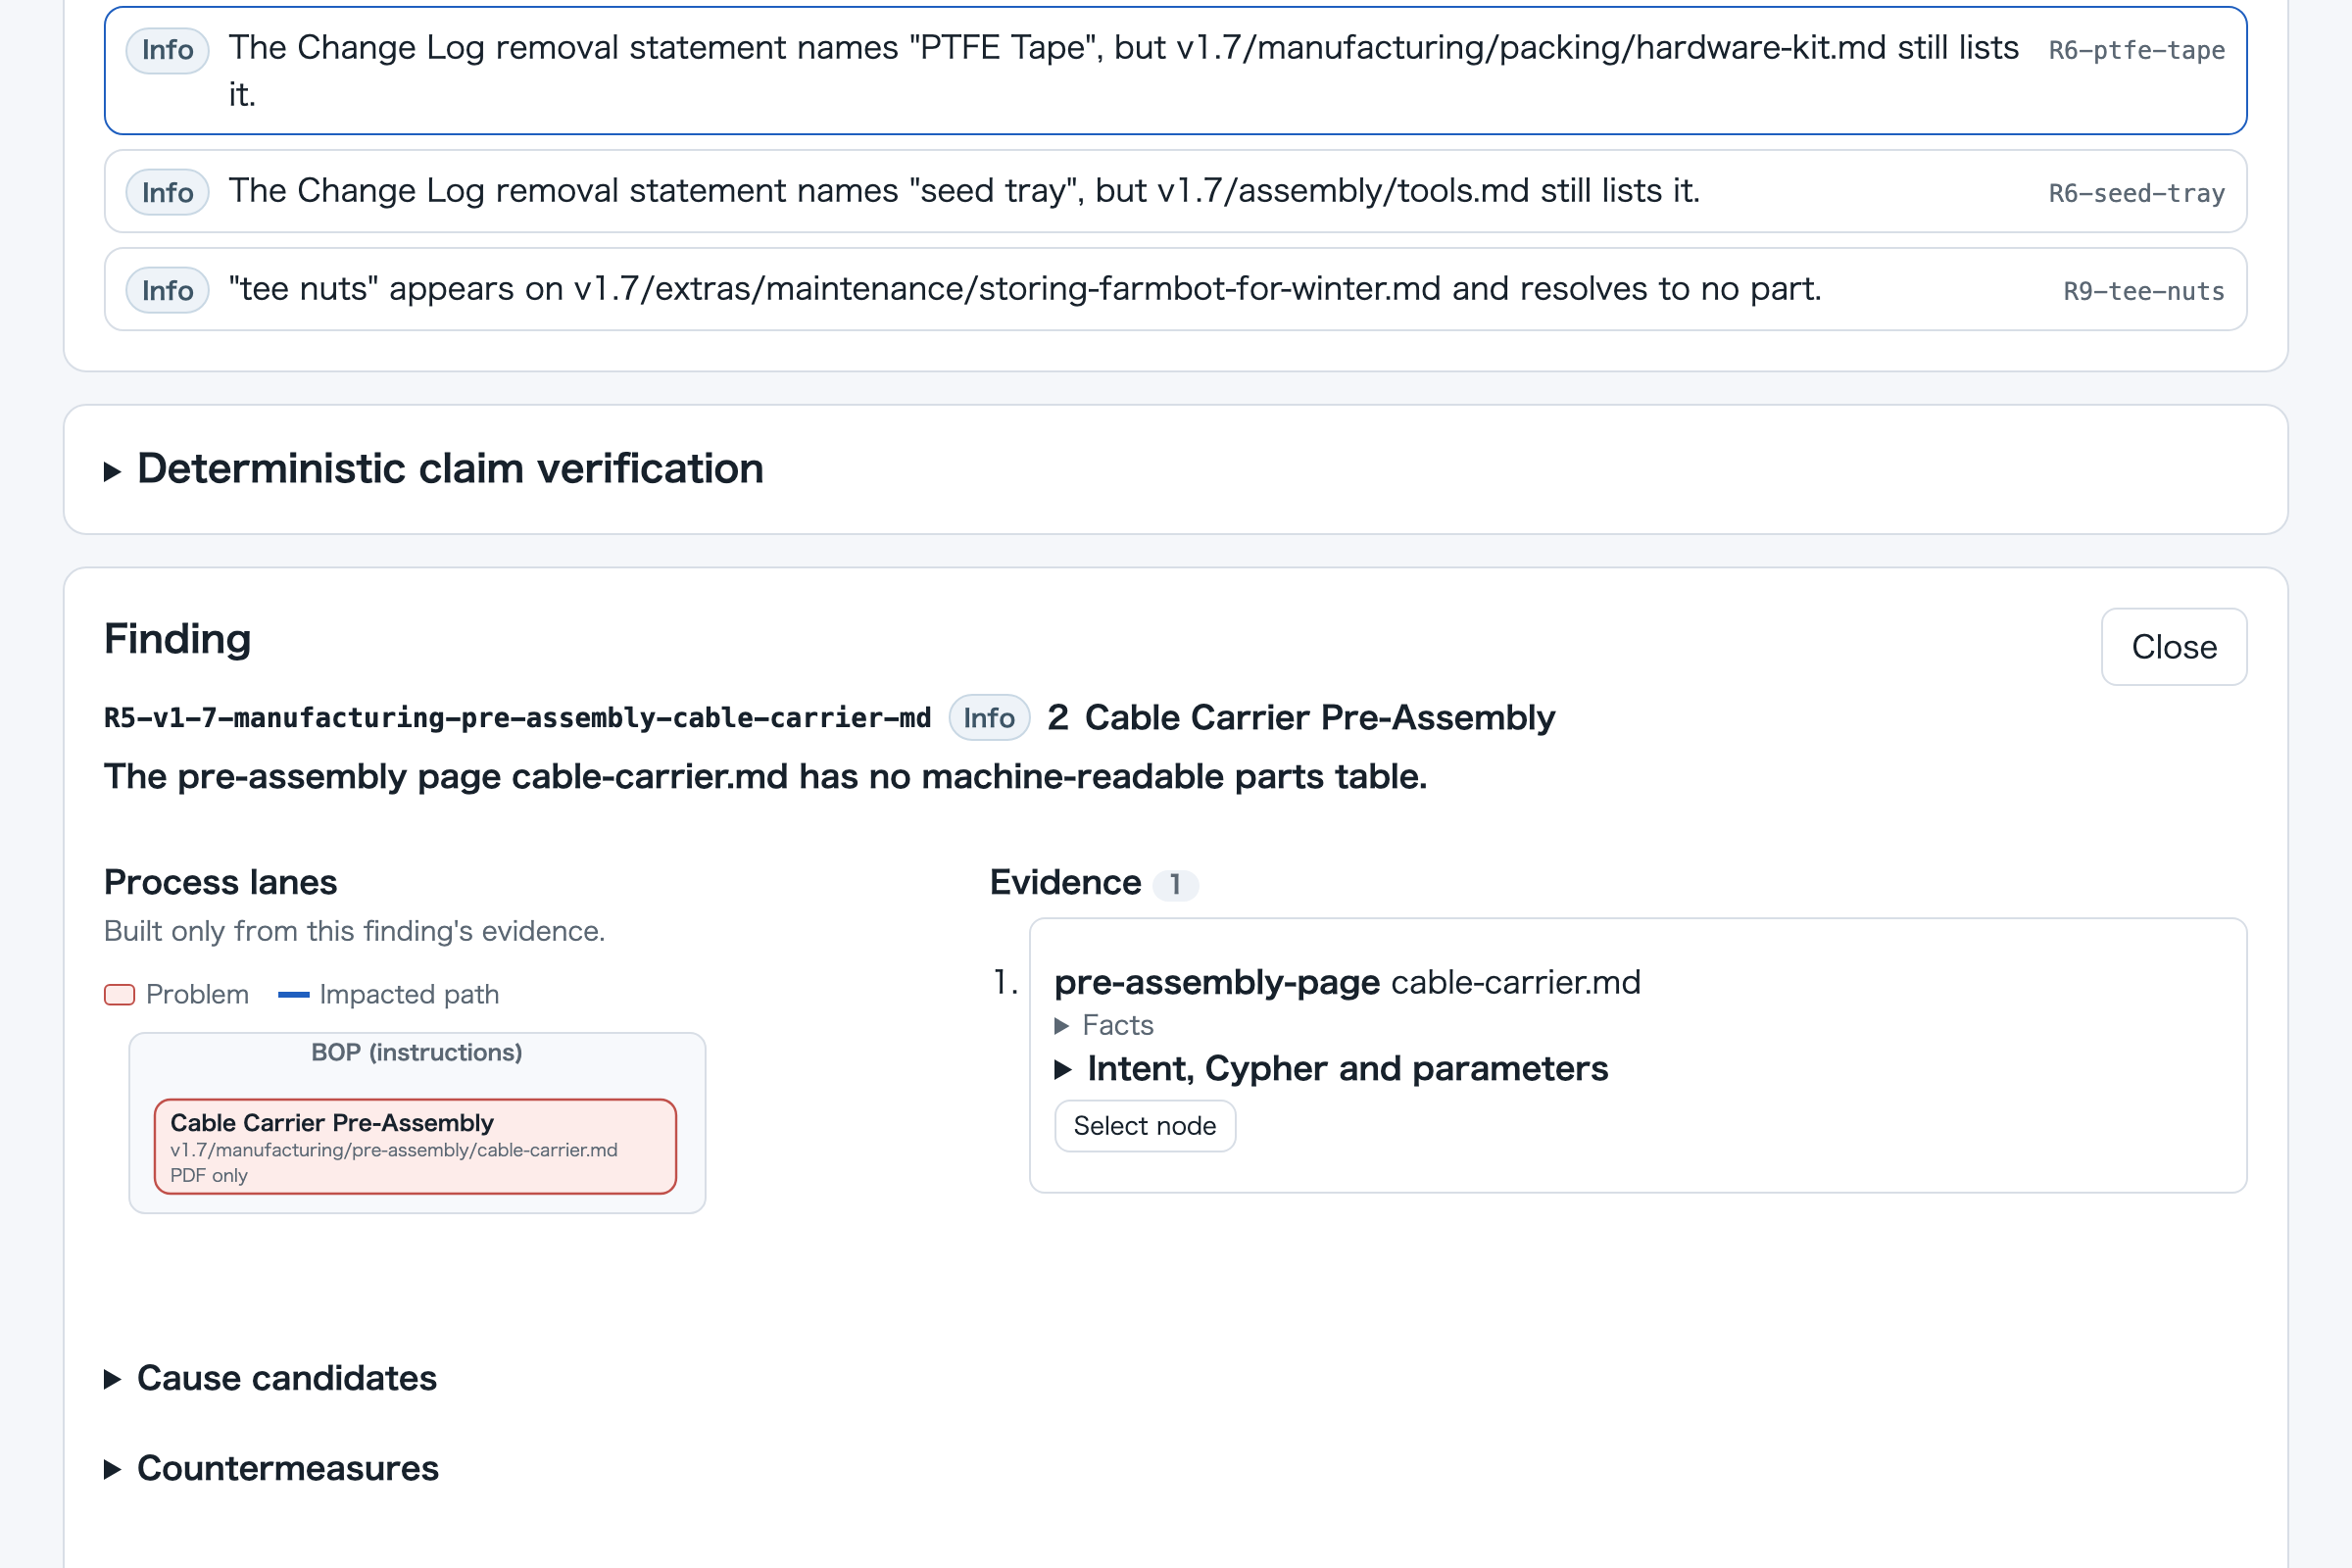 Info The Change Log removal statement names "PTFE Tape", but v1.7/manufacturing/packing/hardware-kit.md still lists R6-ptfe-tape
it.
Info The Change Log removal statement names "seed tray", but v1.7/assembly/tools.md still lists it. R6-seed-tray
Info "tee nuts" appears on v1.7/extras/maintenance/storing-farmbot-for-winter.md and resolves to no part. R9-tee-nuts
▶ Deterministic claim verification
Finding
Close
R5-v1-7-manufacturing-pre-assembly-cable-carrier-md Info 2 Cable Carrier Pre-Assembly
The pre-assembly page cable-carrier.md has no machine-readable parts table.
Process lanes
Built only from this finding's evidence.
Problem Impacted path
BOP (instructions)
Cable Carrier Pre-Assembly
v1.7/manufacturing/pre-assembly/cable-carrier.md
PDF only
Evidence 1
1. pre-assembly-page cable-carrier.md
▶ Facts
▶ Intent, Cypher and parameters
Select node
▶ Cause candidates
▶ Countermeasures